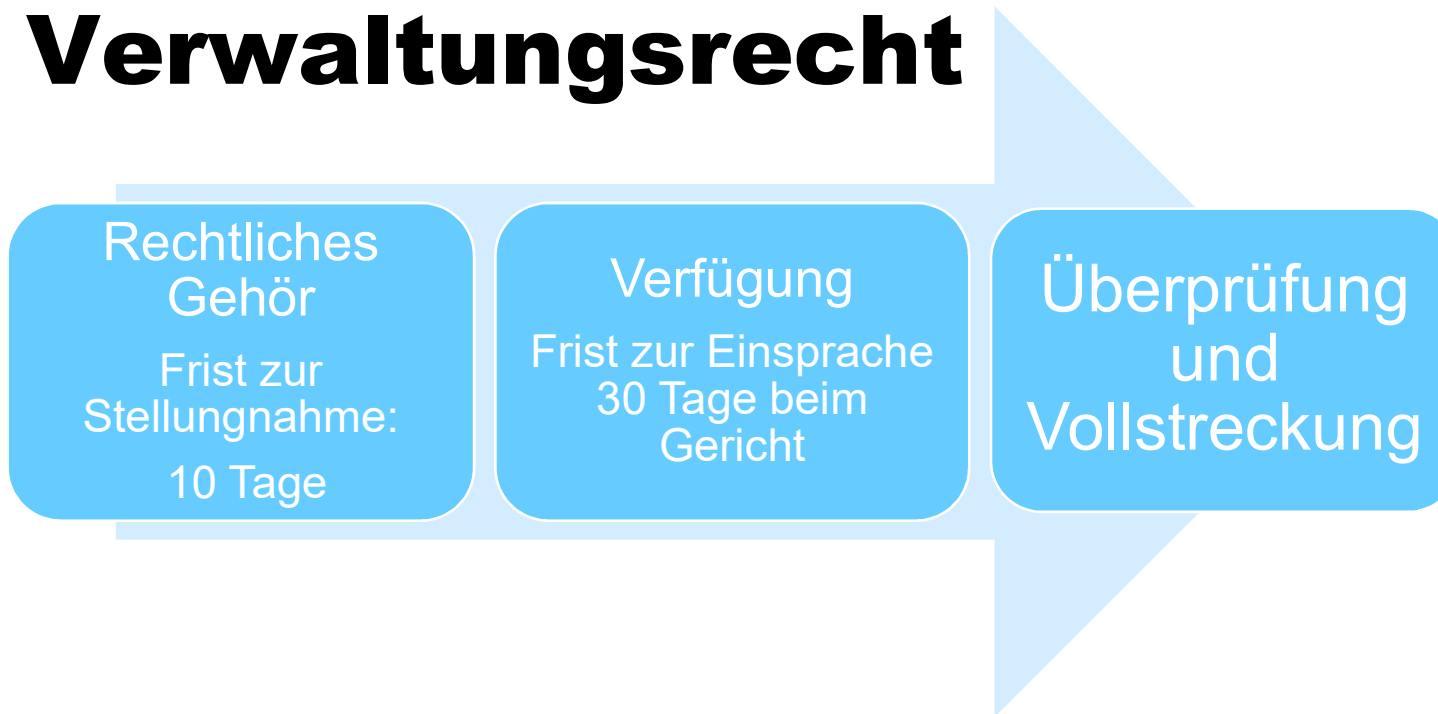 Verwaltungsrecht
Rechtliches
Gehör
Frist zur
Stellungnahme:
10 Tage
Verfügung
Frist zur Einsprache
30 Tage beim
Gericht
Überprüfung
und
Vollstreckung